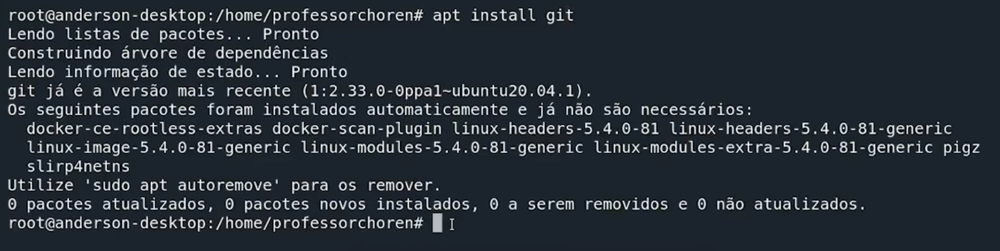 root@anderson-desktop:/home/professorchoren# apt install git
Lendo listas de pacotes... Pronto
Construindo árvore de dependências
Lendo informação de estado... Pronto
git já é a versão mais recente (1:2.33.0-0ppa1~ubuntu20.04.1).
Os seguintes pacotes foram instalados automaticamente e já não são necessários:
  docker-ce-rootless-extras docker-scan-plugin linux-headers-5.4.0-81 linux-headers-5.4.0-81-generic
  linux-image-5.4.0-81-generic linux-modules-5.4.0-81-generic linux-modules-extra-5.4.0-81-generic pigz
  slirp4netns
Utilize 'sudo apt autoremove' para os remover.
0 pacotes atualizados, 0 pacotes novos instalados, 0 a serem removidos e 0 não atualizados.
root@anderson-desktop:/home/professorchoren#